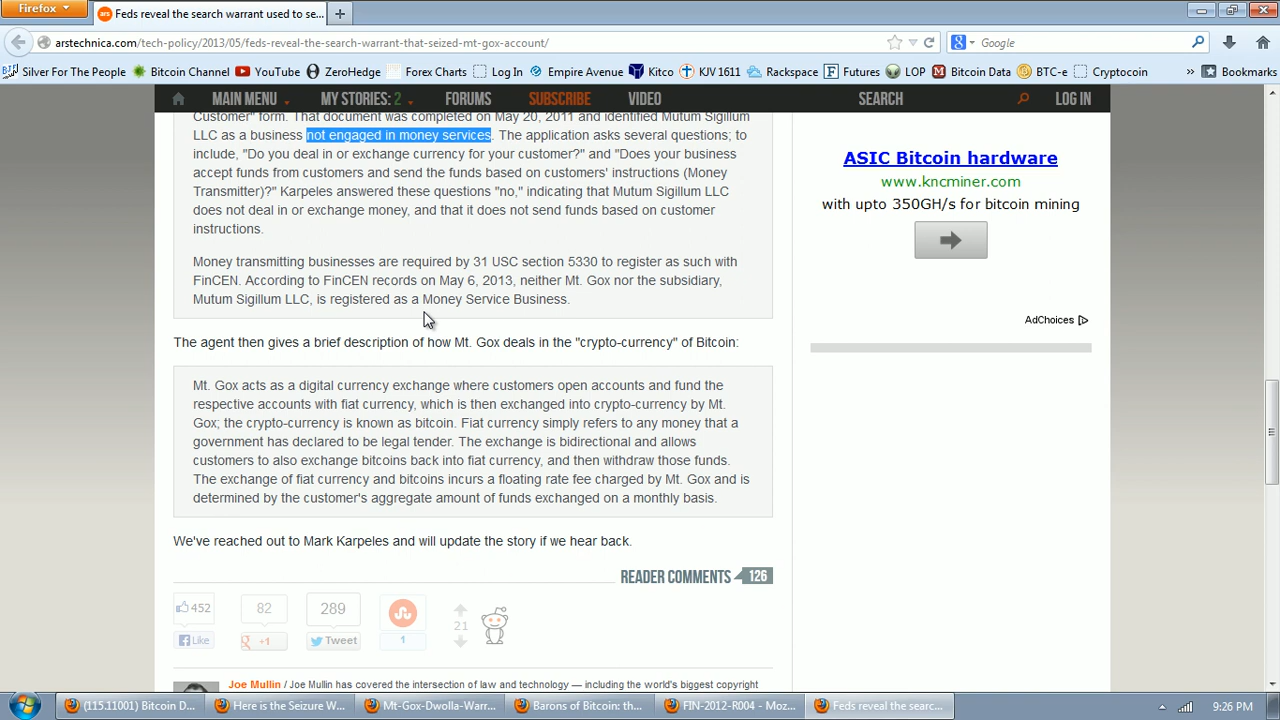 Firefox
Feds reveal the search warrant used to se...
arstechnica.com/tech-policy/2013/05/feds-reveal-the-search-warrant-that-seized-mt-gox-account/
Google
Silver For The People
Bitcoin Channel
YouTube
ZeroHedge
Forex Charts
Log In
Empire Avenue
Kitco
KJV 1611
Rackspace
Futures
LOP
Bitcoin Data
BTC-e
Cryptocoin
»
Bookmarks
MAIN MENU
MY STORIES: 2
FORUMS
SUBSCRIBE
VIDEO
SEARCH
LOG IN
Customer" form. That document was completed on May 20, 2011 and identified Mutum Sigillum
LLC as a business not engaged in money services. The application asks several questions; to
include, "Do you deal in or exchange currency for your customer?" and "Does your business
accept funds from customers and send the funds based on customers' instructions (Money
Transmitter)?" Karpeles answered these questions "no," indicating that Mutum Sigillum LLC
does not deal in or exchange money, and that it does not send funds based on customer
instructions.
Money transmitting businesses are required by 31 USC section 5330 to register as such with
FinCEN. According to FinCEN records on May 6, 2013, neither Mt. Gox nor the subsidiary,
Mutum Sigillum LLC, is registered as a Money Service Business.
The agent then gives a brief description of how Mt. Gox deals in the "crypto-currency" of Bitcoin:
Mt. Gox acts as a digital currency exchange where customers open accounts and fund the
respective accounts with fiat currency, which is then exchanged into crypto-currency by Mt.
Gox; the crypto-currency is known as bitcoin. Fiat currency simply refers to any money that a
government has declared to be legal tender. The exchange is bidirectional and allows
customers to also exchange bitcoins back into fiat currency, and then withdraw those funds.
The exchange of fiat currency and bitcoins incurs a floating rate fee charged by Mt. Gox and is
determined by the customer's aggregate amount of funds exchanged on a monthly basis.
We've reached out to Mark Karpeles and will update the story if we hear back.
READER COMMENTS 126
452
82
289
21
Like
+1
Tweet
1
Joe Mullin / Joe Mullin has covered the intersection of law and technology — including the world's biggest copyright
ASIC Bitcoin hardware
www.kncminer.com
with upto 350GH/s for bitcoin mining
AdChoices
(115.11001) Bitcoin D...
Here is the Seizure W...
Mt-Gox-Dwolla-Warr...
Barons of Bitcoin: th...
FIN-2012-R004 - Moz...
Feds reveal the searc...
9:26 PM